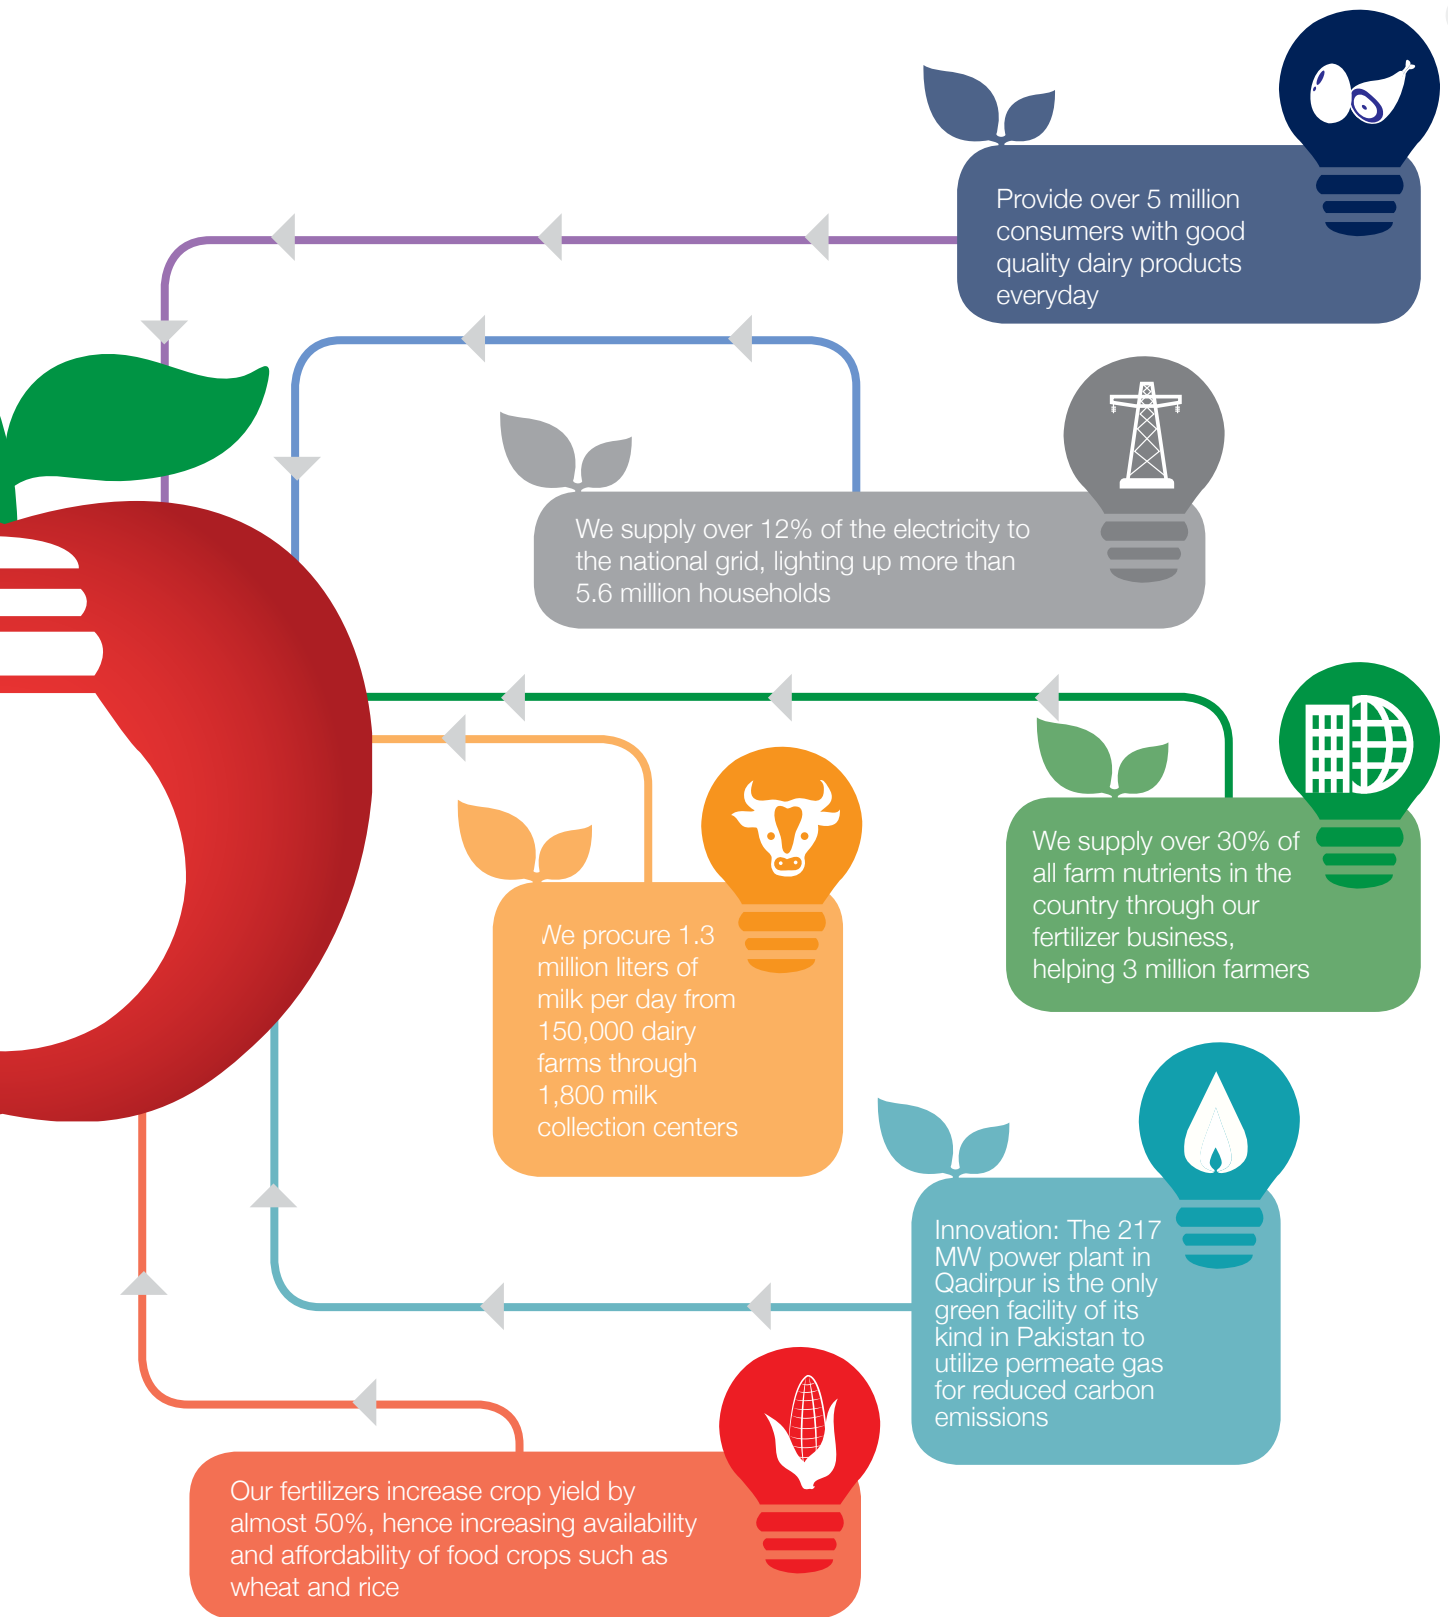 Provide over 5 million
consumers with good
quality dairy products
everyday
We supply over 12% of the electricity to
the national grid, lighting up more than
5.6 million households
We supply over 30% of
all farm nutrients in the
country through our
fertilizer business,
helping 3 million farmers
We procure 1.3
million liters of
milk per day from
150,000 dairy
farms through
1,800 milk
collection centers
Innovation: The 217
MW power plant in
Qadirpur is the only
green facility of its
kind in Pakistan to
utilize permeate gas
for reduced carbon
emissions
Our fertilizers increase crop yield by
almost 50%, hence increasing availability
and affordability of food crops such as
wheat and rice